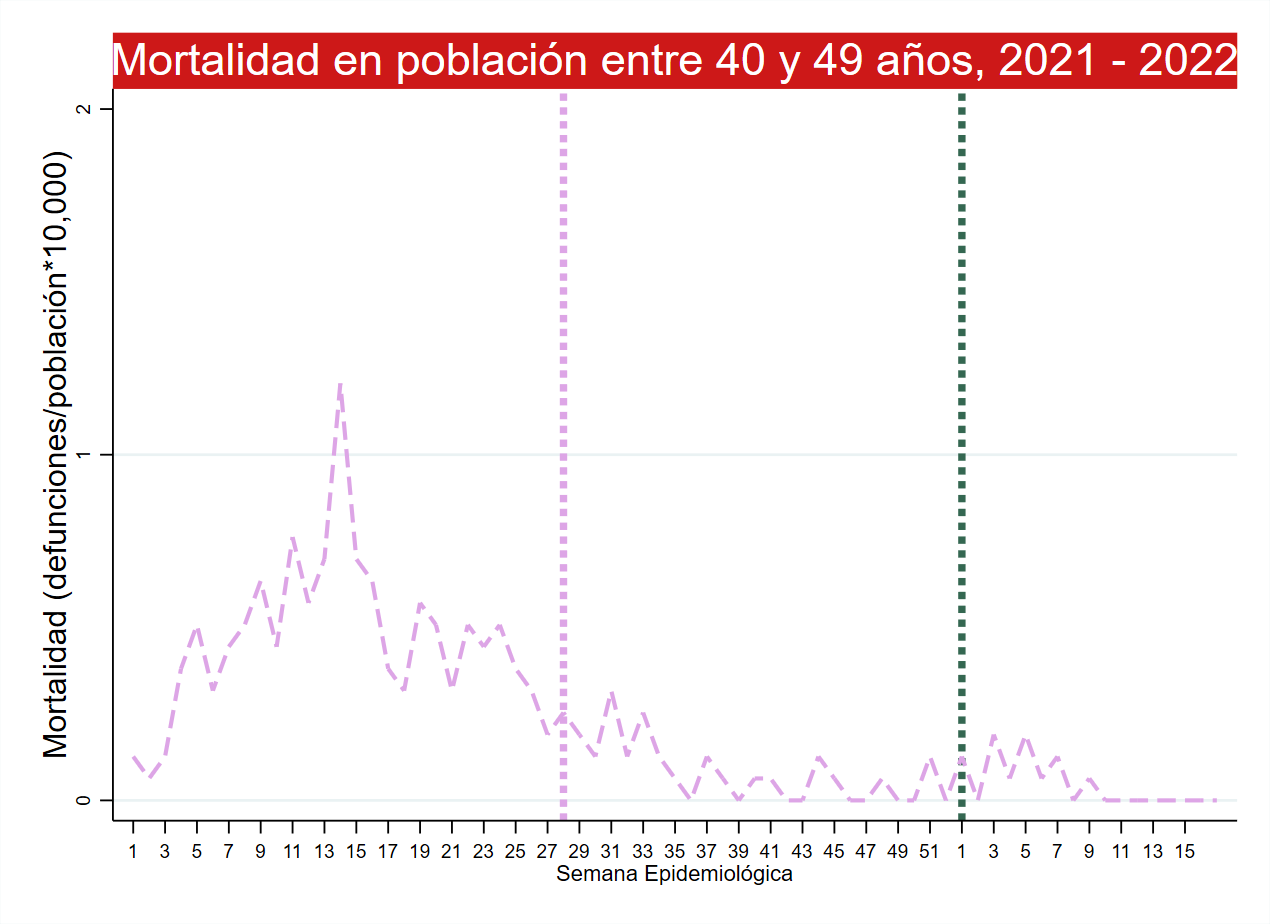 Mortalidad en población entre 40 y 49 años, 2021 - 2022
Mortalidad (defunciones/población*10,000)
2
1
0
1 3 5 7 9 11 13 15 17 19 21 23 25 27 29 31 33 35 37 39 41 43 45 47 49 51 1 3 5 7 9 11 13 15
Semana Epidemiológica